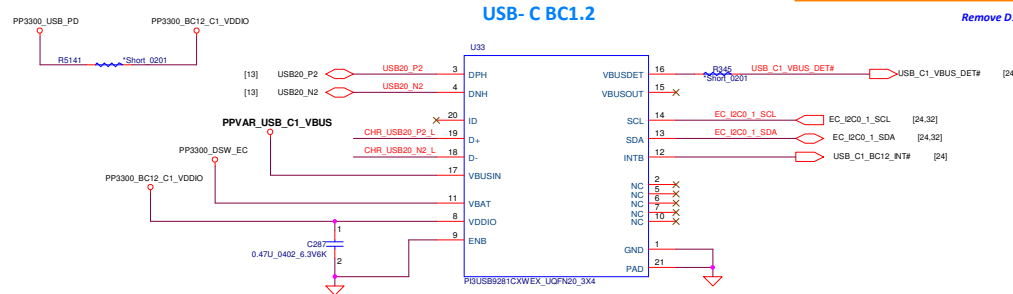 USB- C BC1.2
Remove D
PP3300_USB_PD
PP3300_BC12_C1_VDDIO
R5141
*Short_0201
U33
[13] USB20_P2
USB20_P2
3
DPH
[13] USB20_N2
USB20_N2
4
DNH
20
ID
PPVAR_USB_C1_VBUS
CHR_USB20_P2_L
19
D+
CHR_USB20_N2_L
18
D-
17
VBUSIN
PP3300_DSW_EC
11
VBAT
PP3300_BC12_C1_VDDIO
8
VDDIO
9
ENB
1
C287
0.47U_0402_6.3V6K
2
VBUSDET
16
R345
*Short_0201
USB_C1_VBUS_DET#
USB_C1_VBUS_DET# [24
VBUSOUT
15
SCL
14
EC_I2C0_1_SCL
EC_I2C0_1_SCL [24,32]
SDA
13
EC_I2C0_1_SDA
EC_I2C0_1_SDA [24,32]
INTB
12
USB_C1_BC12_INT# [24]
NC
2
NC
5
NC
6
NC
7
NC
10
GND
1
PAD
21
PI3USB9281CXWEX_UQFN20_3X4